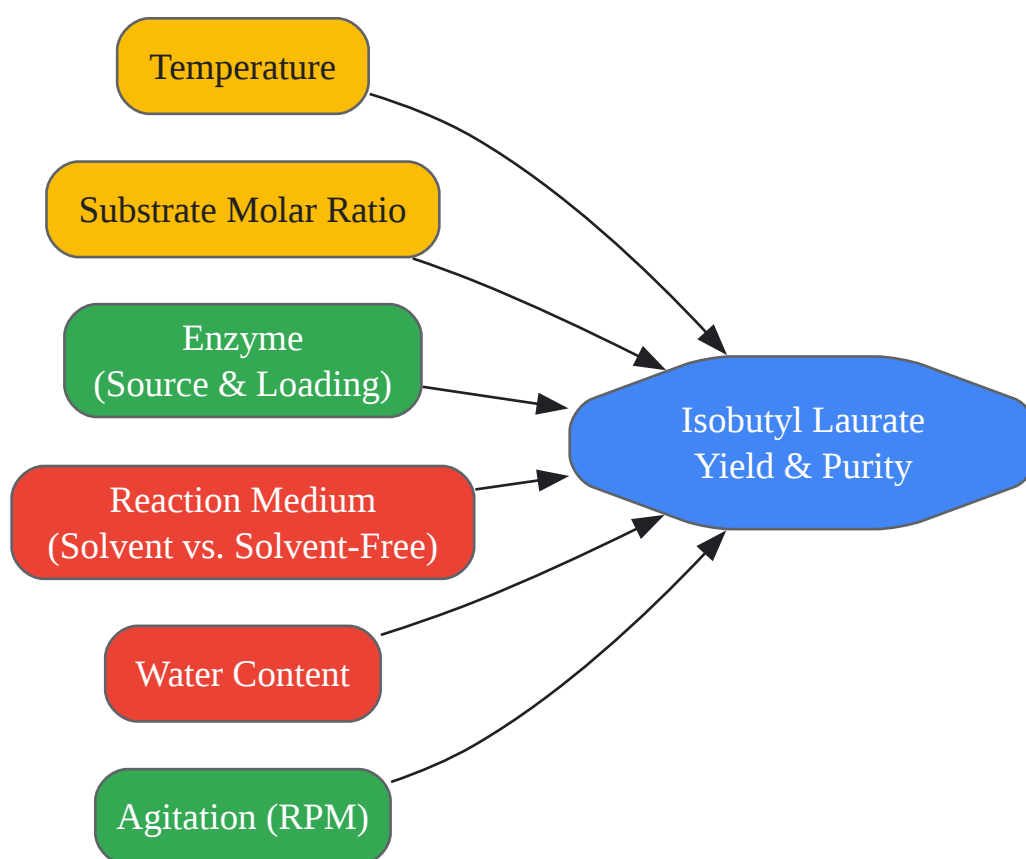 Temperature
Substrate Molar Ratio
Enzyme
(Source & Loading)
Reaction Medium
(Solvent vs. Solvent-Free)
Water Content
Agitation (RPM)
Isobutyl Laurate
Yield & Purity